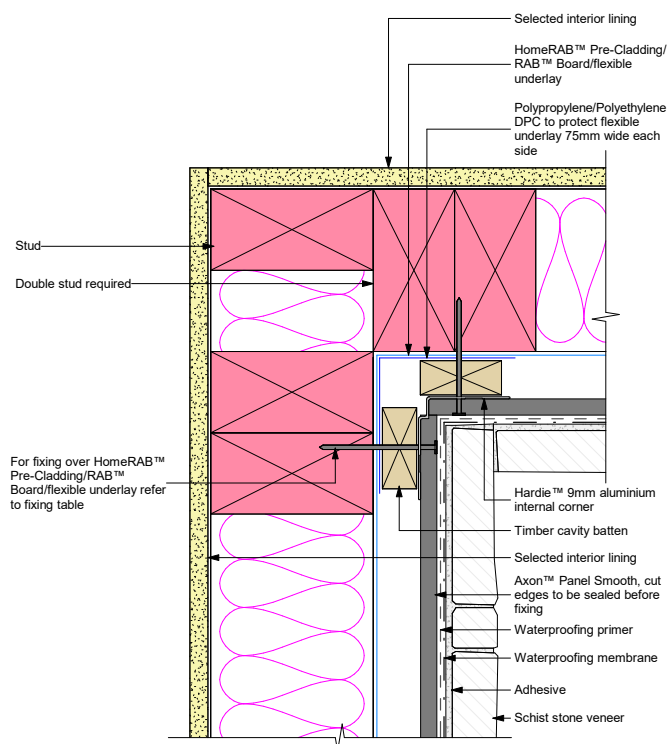 Selected interior lining
HomeRAB™ Pre-Cladding/
RAB™ Board/flexible
underlay
Polypropylene/Polyethylene
DPC to protect flexible
underlay 75mm wide each
side
Stud
Double stud required
For fixing over HomeRAB™
Pre-Cladding/RAB™
Board/flexible underlay refer
to fixing table
Hardie™ 9mm aluminium
internal corner
Timber cavity batten
Selected interior lining
Axon™ Panel Smooth, cut
edges to be sealed before
fixing
Waterproofing primer
Waterproofing membrane
Adhesive
Schist stone veneer